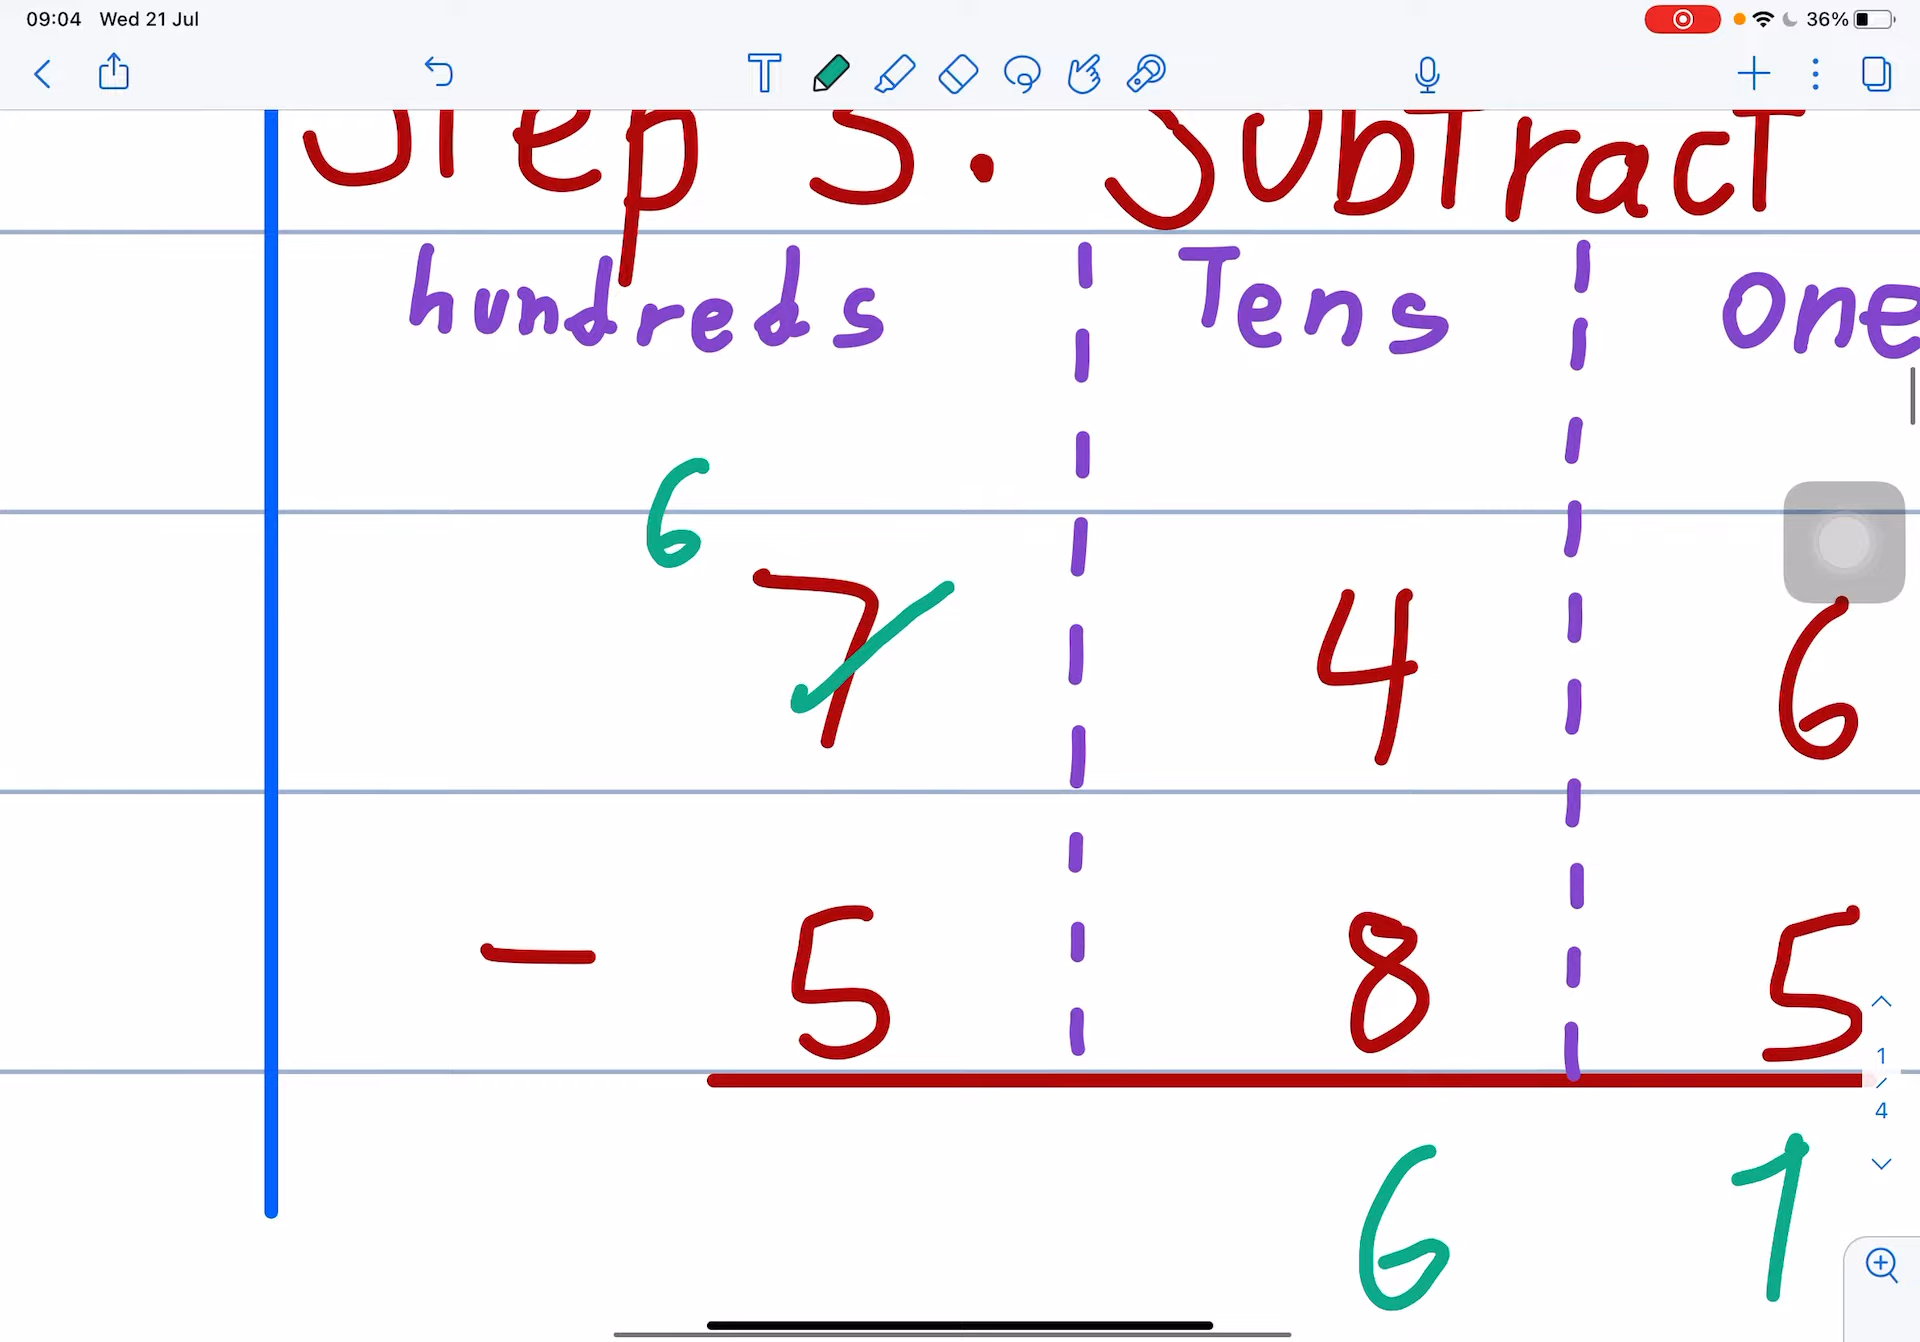 09:04 Wed 21 Jul 36%
Step 3. Subtract
hundreds Tens one
6
7 4 6
- 5 8 5
1
/
4
6 1